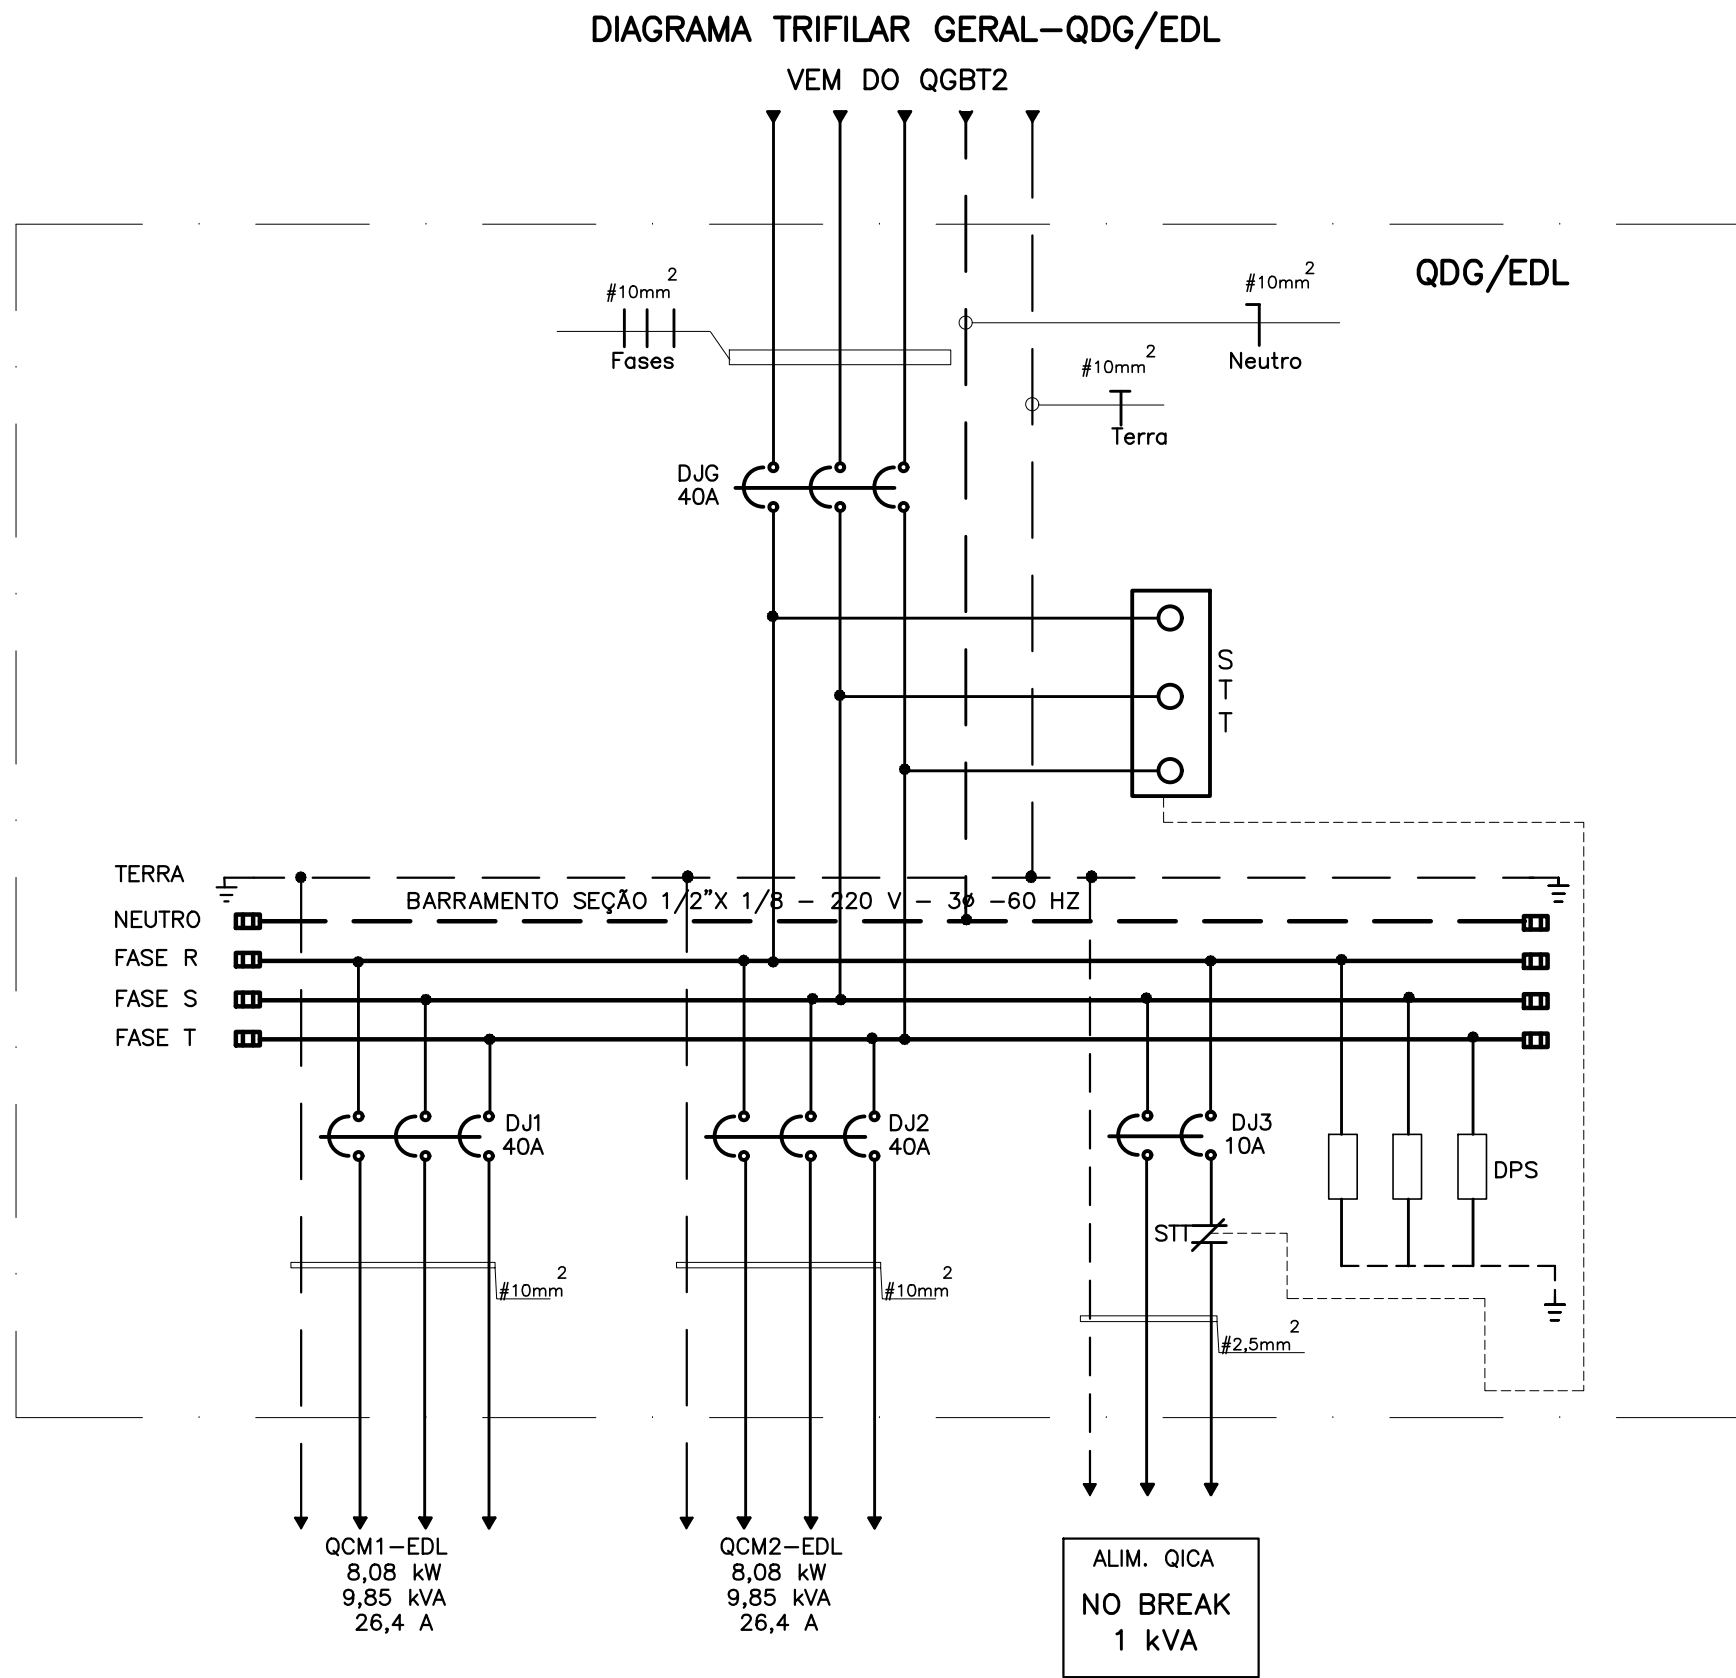 DIAGRAMA TRIFILAR GERAL-QDG/EDL
VEM DO QGBT2
QDG/EDL
#10mm²
Fases
#10mm²
Neutro
#10mm²
Terra
DJG
40A
S
T
T
TERRA
BARRAMENTO SEÇÃO 1/2”X 1/8 - 220 V - 3ø -60 HZ
NEUTRO
FASE R
FASE S
FASE T
DJ1
40A
DJ2
40A
DJ3
10A
DPS
STT
#10mm²
#10mm²
#2,5mm²
QCM1-EDL
8,08 kW
9,85 kVA
26,4 A
QCM2-EDL
8,08 kW
9,85 kVA
26,4 A
ALIM. QICA
NO BREAK
1 kVA